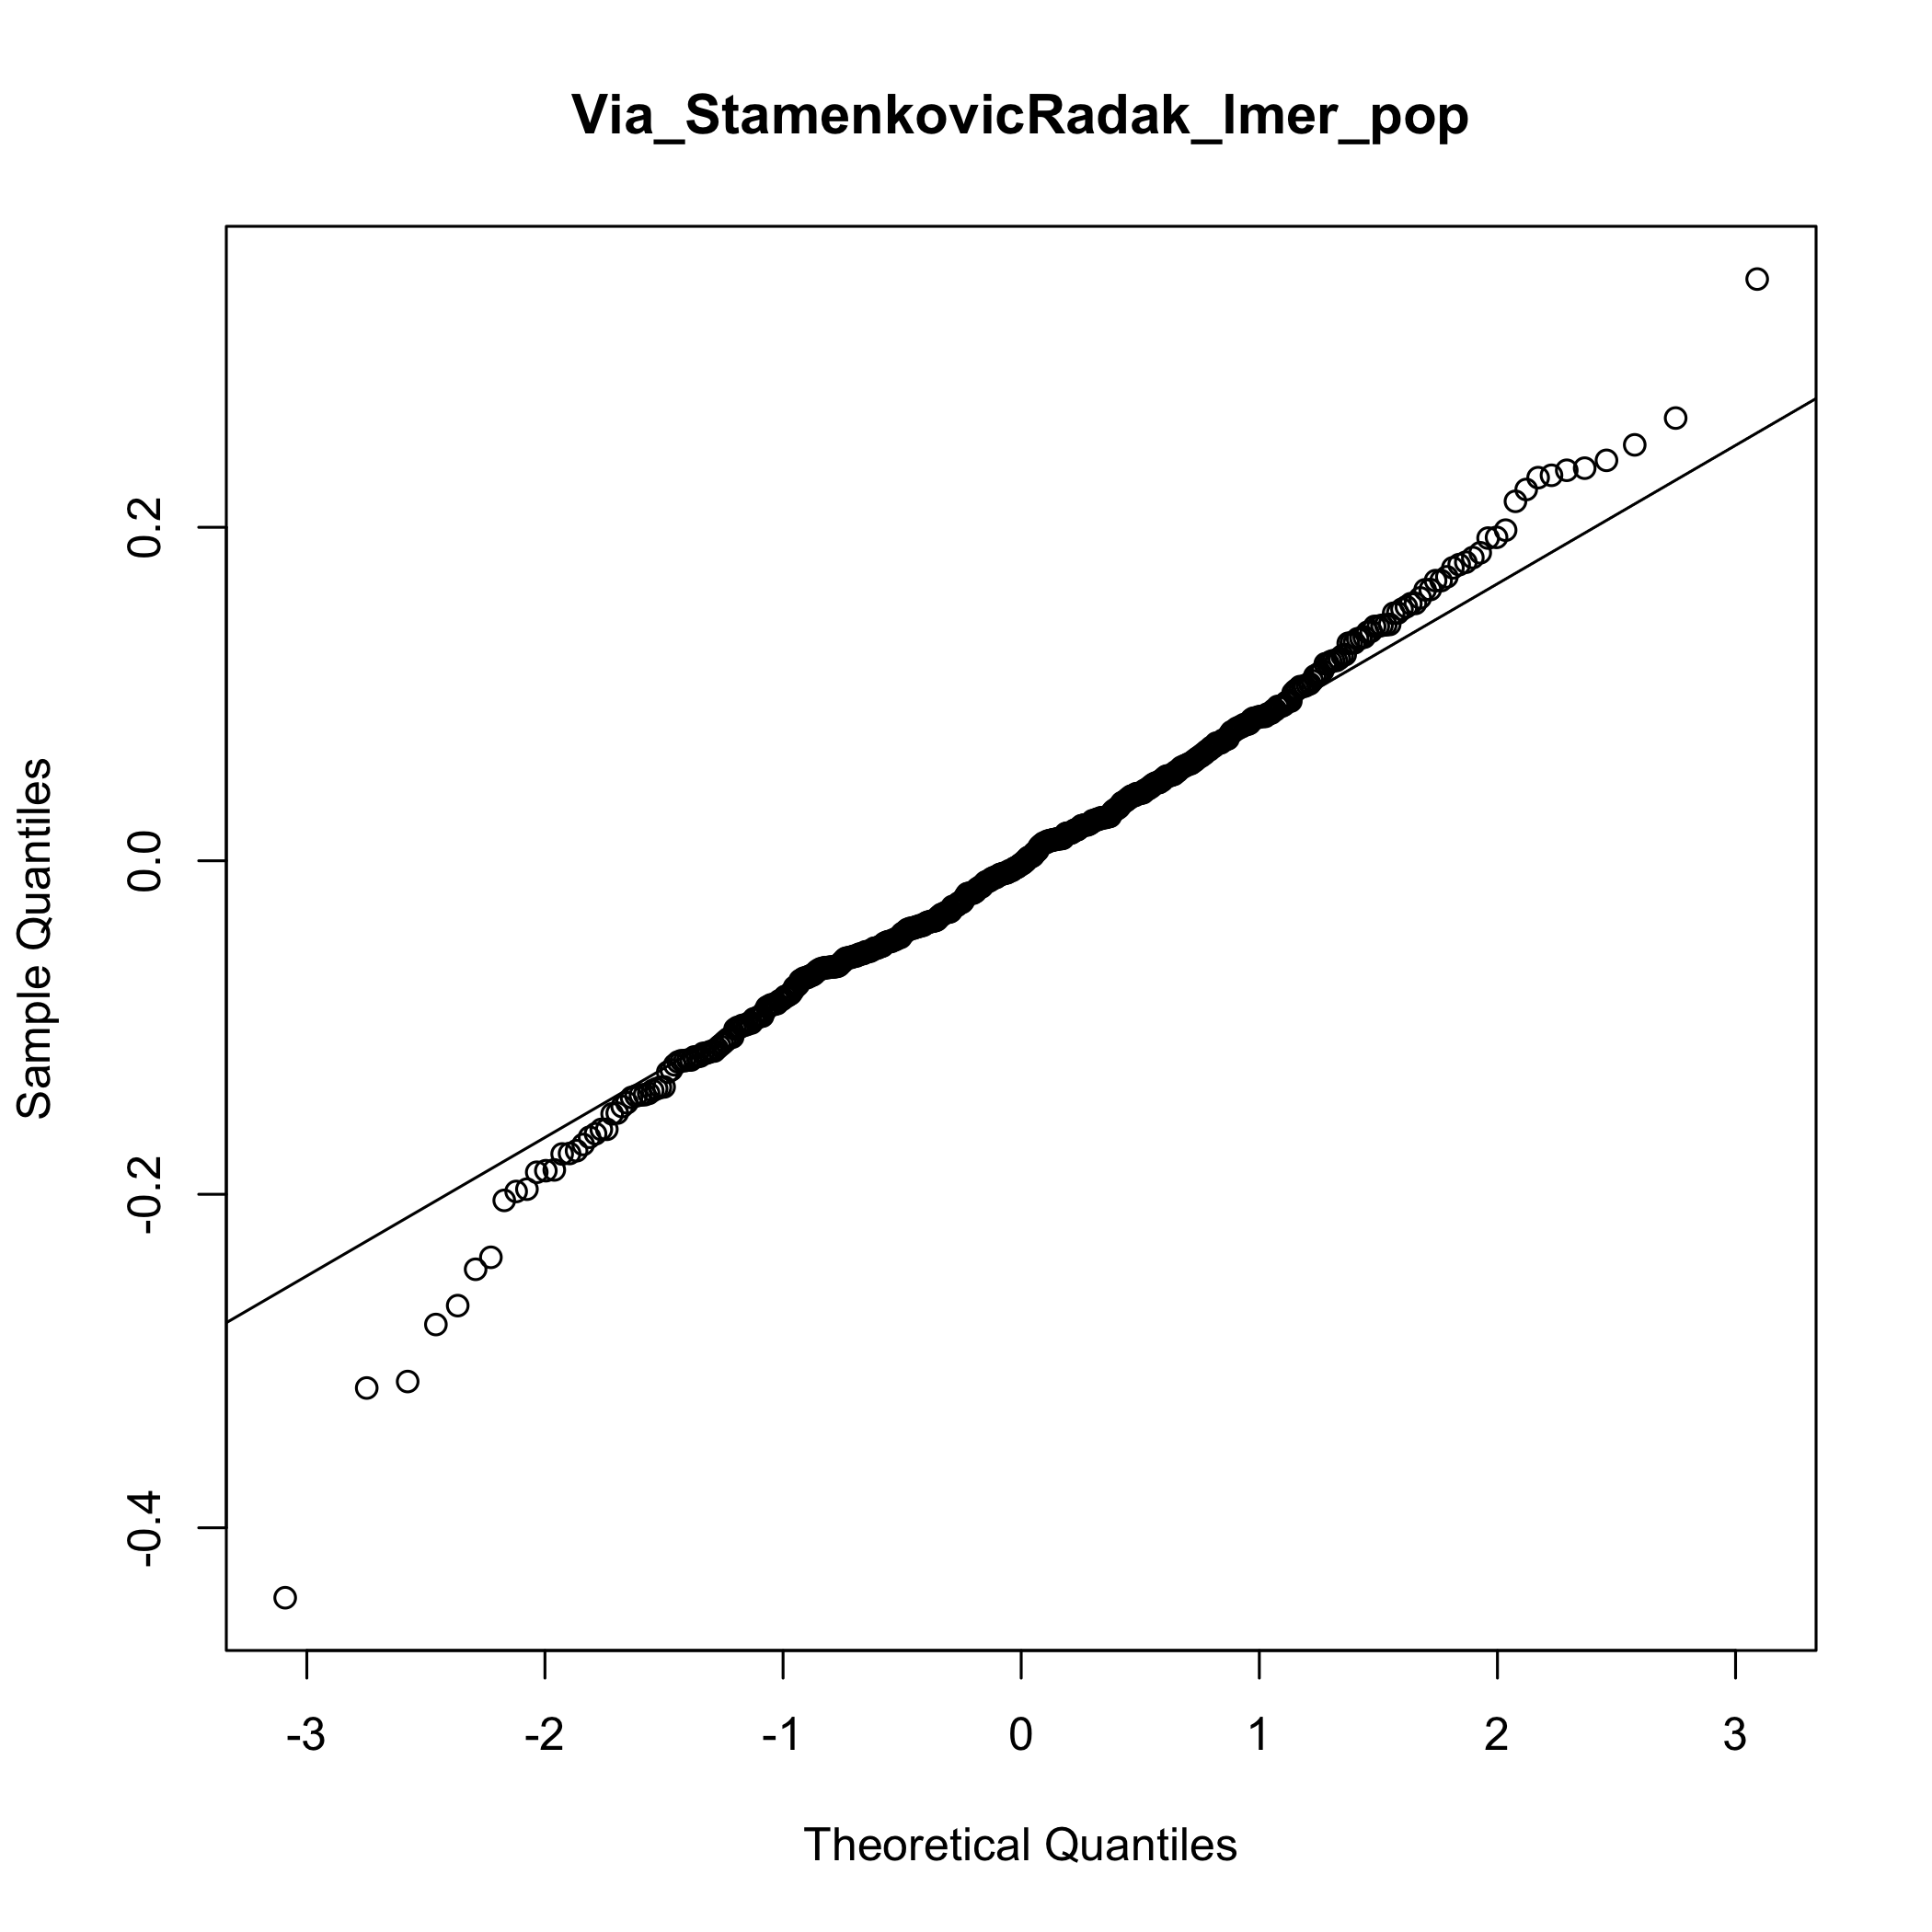 Via_StamenkovicRadak_lmer_pop
Sample Quantiles
0.2
0.0
-0.2
-0.4
-3 -2 -1 0 1 2 3
Theoretical Quantiles